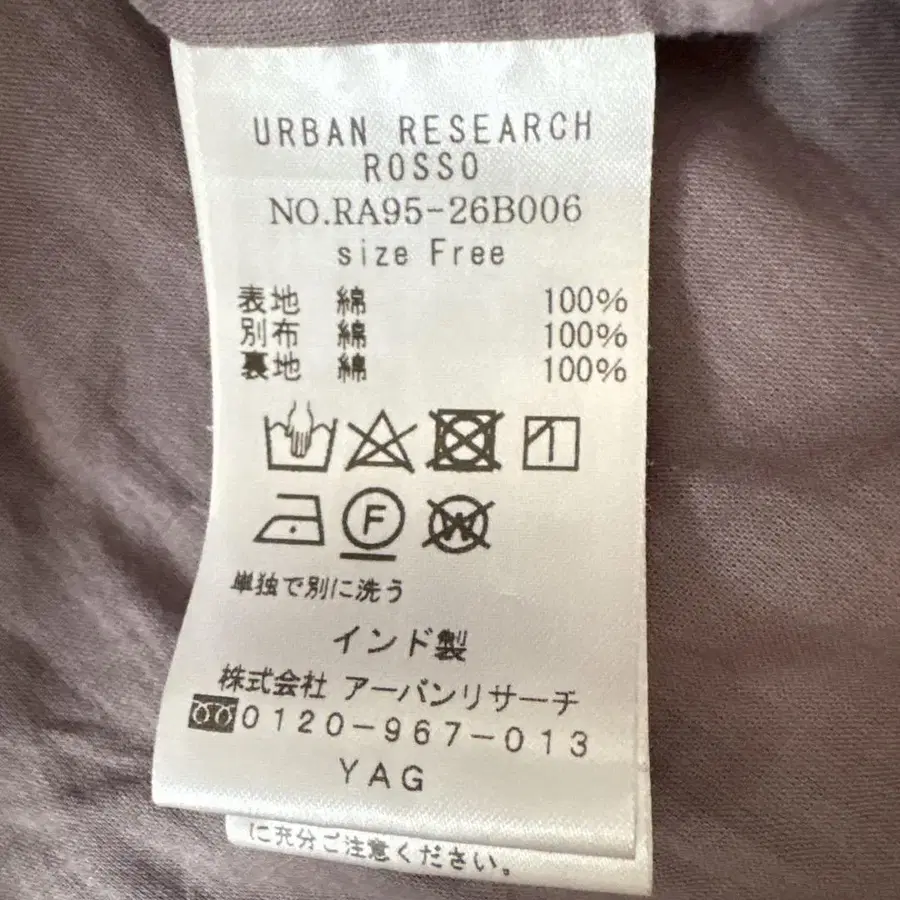 URBAN RESEARCH
ROSSO
NO.RA95-26B006
size Free
表地 綿 100%
別布 綿 100%
裏地 綿 100%
F
W
単独で別に洗う
インド製
株式会社 アーバンリサーチ
0120-967-013
YAG
に充分ご注意ください。